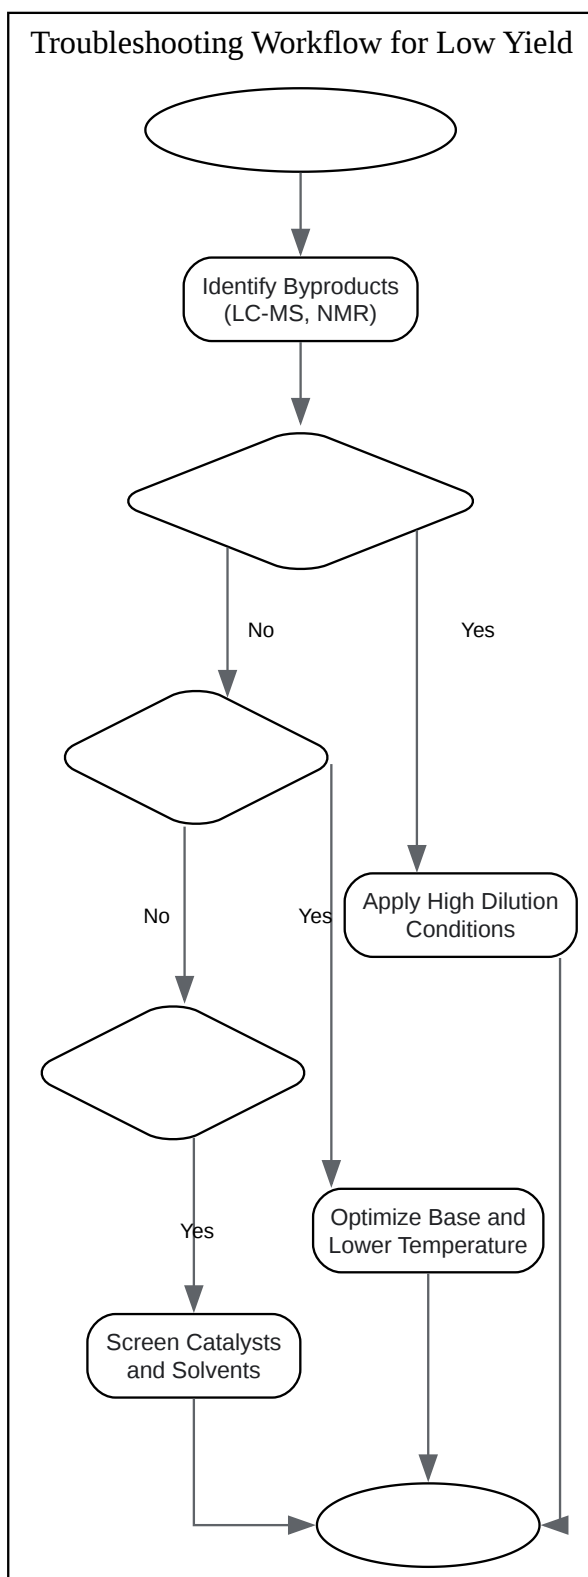 Troubleshooting Workflow for Low Yield
Identify Byproducts
(LC-MS, NMR)
No
Yes
No
Yes
Apply High Dilution
Conditions
Yes
Optimize Base and
Lower Temperature
Screen Catalysts
and Solvents